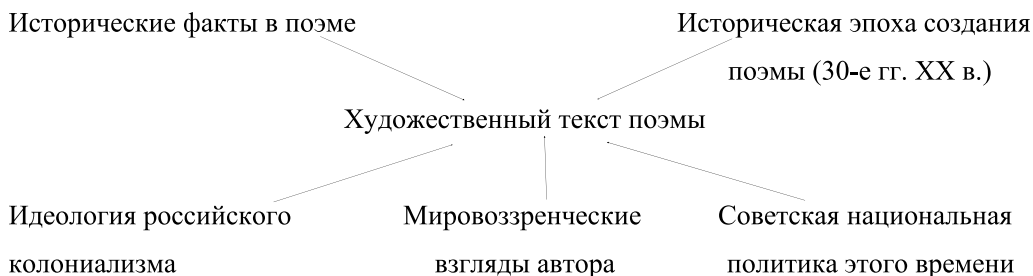 Исторические факты в поэме
Историческая эпоха создания
поэмы (30-е гг. XX в.)
Художественный текст поэмы
Идеология российского
колониализма
Мировоззренческие
взгляды автора
Советская национальная
политика этого времени